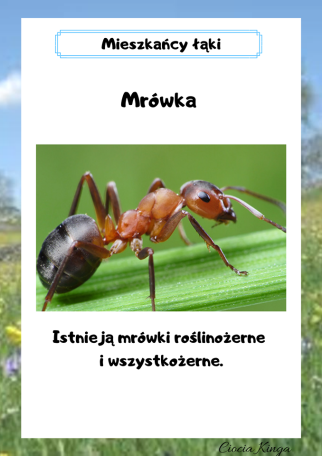 Mieszkańcy łąki
Mrówka
Istnieją mrówki roślinożerne
i wszystkożerne.
Ciocia Kinga